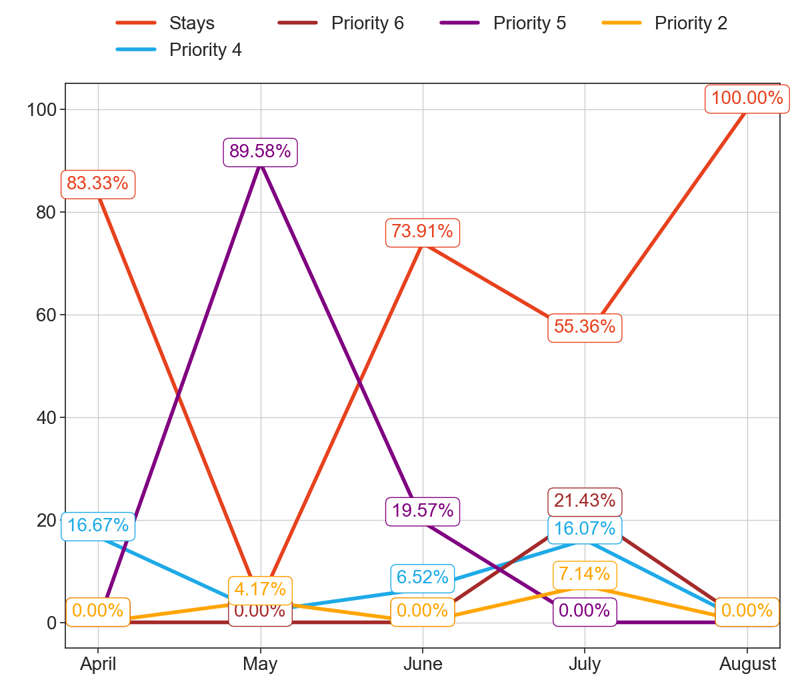 Stays Priority 6 Priority 5 Priority 2
Priority 4
100 100.00%
89.58%
83.33%
80
73.91%
60
55.36%
40
21.43%
20 16.67% 19.57% 16.07%
6.52% 7.14%
4.17%
0 0.00% 0.00% 0.00% 0.00% 0.00%
April May June July August